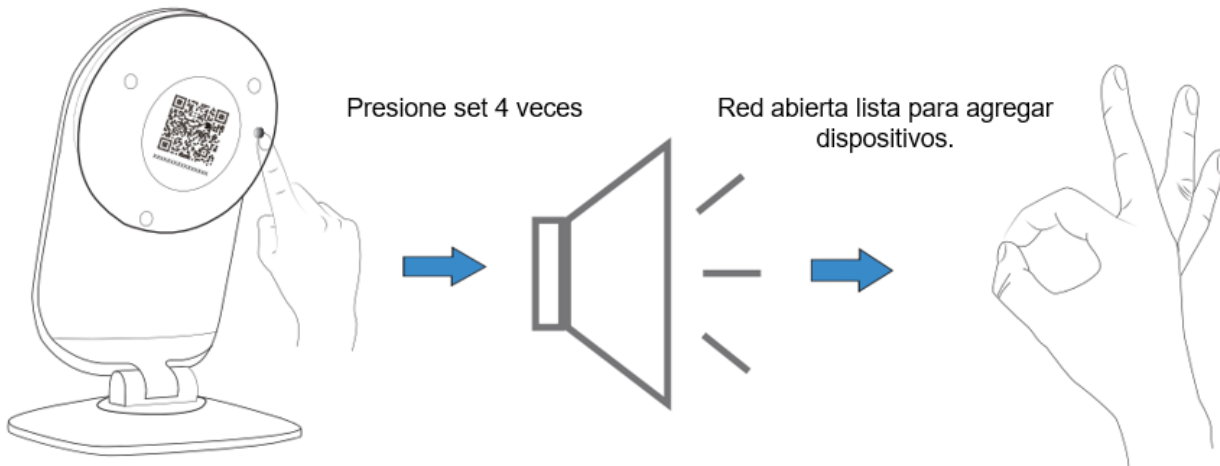 Presione set 4 veces
Red abierta lista para agregar
dispositivos.